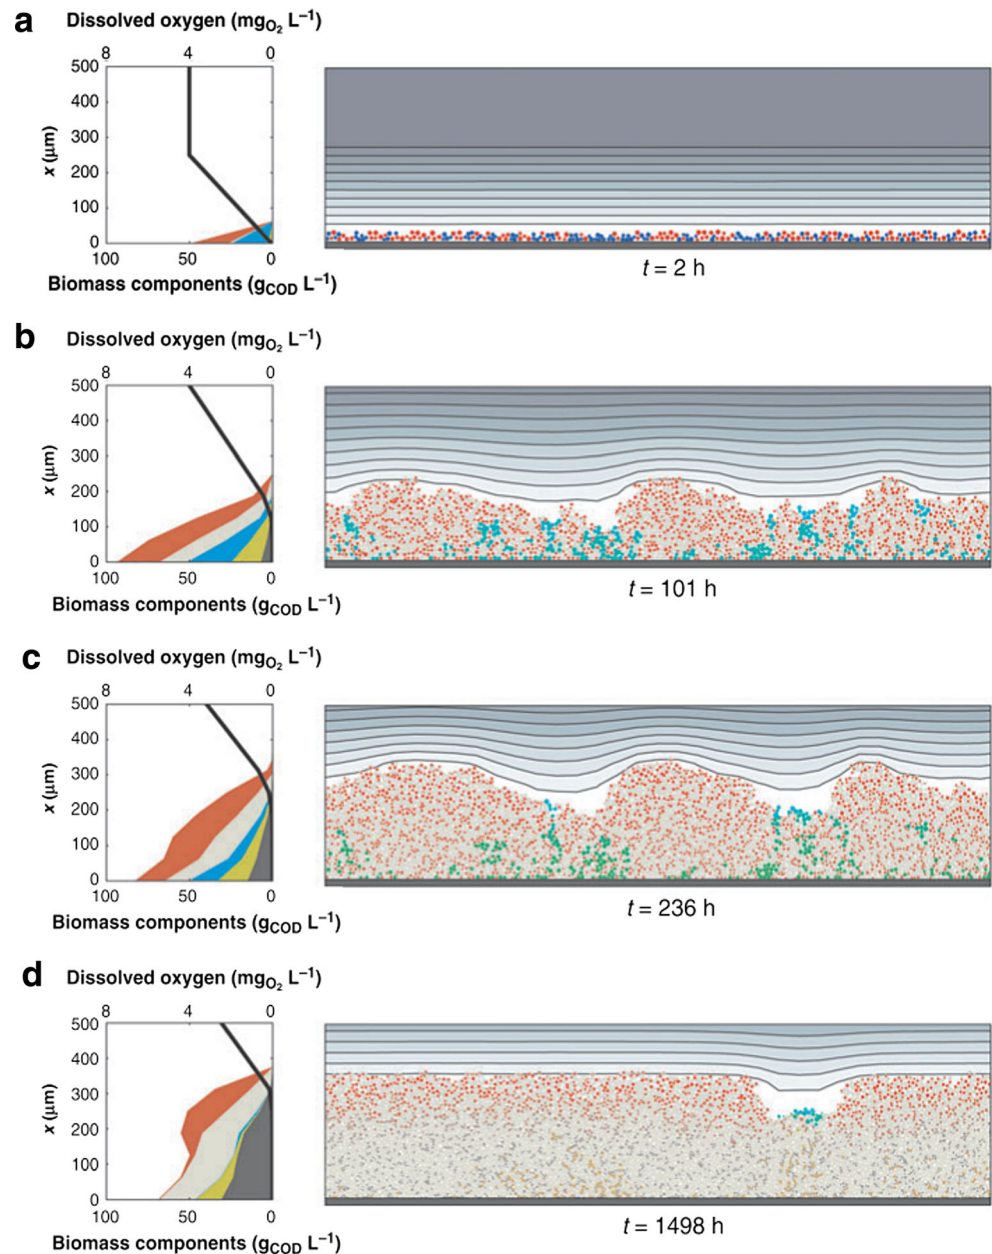 a
Dissolved oxygen (mgO₂ L⁻¹)
8 4 0
500
400
300
200
100
0
x (μm)
100 50 0
Biomass components (gCOD L⁻¹)
t = 2 h
b
Dissolved oxygen (mgO₂ L⁻¹)
8 4 0
500
400
300
200
100
0
x (μm)
100 50 0
Biomass components (gCOD L⁻¹)
t = 101 h
c
Dissolved oxygen (mgO₂ L⁻¹)
8 4 0
500
400
300
200
100
0
x (μm)
100 50 0
Biomass components (gCOD L⁻¹)
t = 236 h
d
Dissolved oxygen (mgO₂ L⁻¹)
8 4 0
500
400
300
200
100
0
x (μm)
100 50 0
Biomass components (gCOD L⁻¹)
t = 1498 h